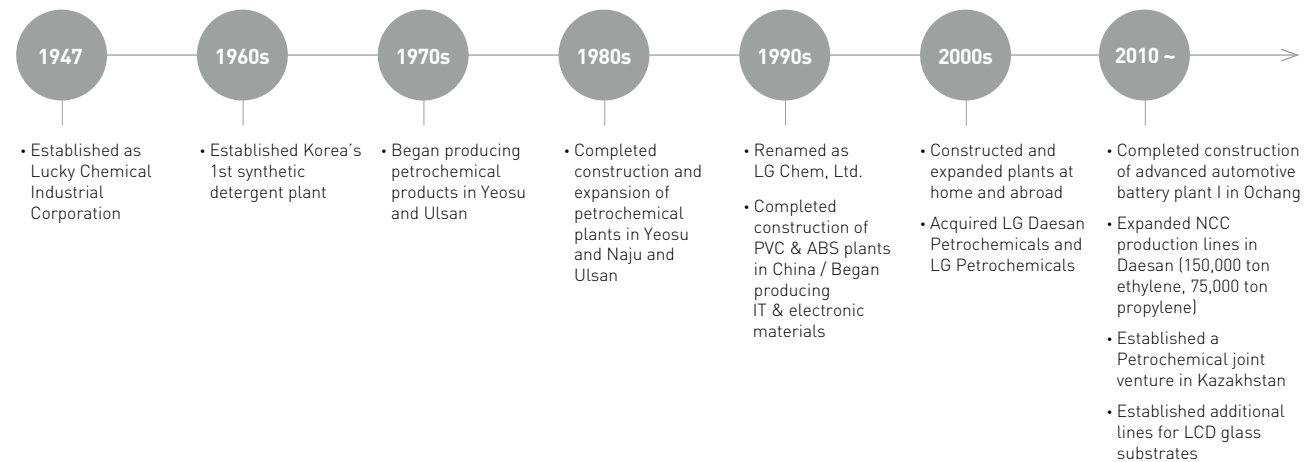 1947
• Established as
Lucky Chemical
Industrial
Corporation
1960s
• Established Korea's
1st synthetic
detergent plant
1970s
• Began producing
petrochemical
products in Yeosu
and Ulsan
1980s
• Completed
construction and
expansion of
petrochemical
plants in Yeosu
and Naju and
Ulsan
1990s
• Renamed as
LG Chem, Ltd.
• Completed
construction of
PVC & ABS plants
in China / Began
producing
IT & electronic
materials
2000s
• Constructed and
expanded plants at
home and abroad
• Acquired LG Daesan
Petrochemicals and
LG Petrochemicals
2010 ~
• Completed construction
of advanced automotive
battery plant I in Ochang
• Expanded NCC
production lines in
Daesan (150,000 ton
ethylene, 75,000 ton
propylene)
• Established a
Petrochemical joint
venture in Kazakhstan
• Established additional
lines for LCD glass
substrates